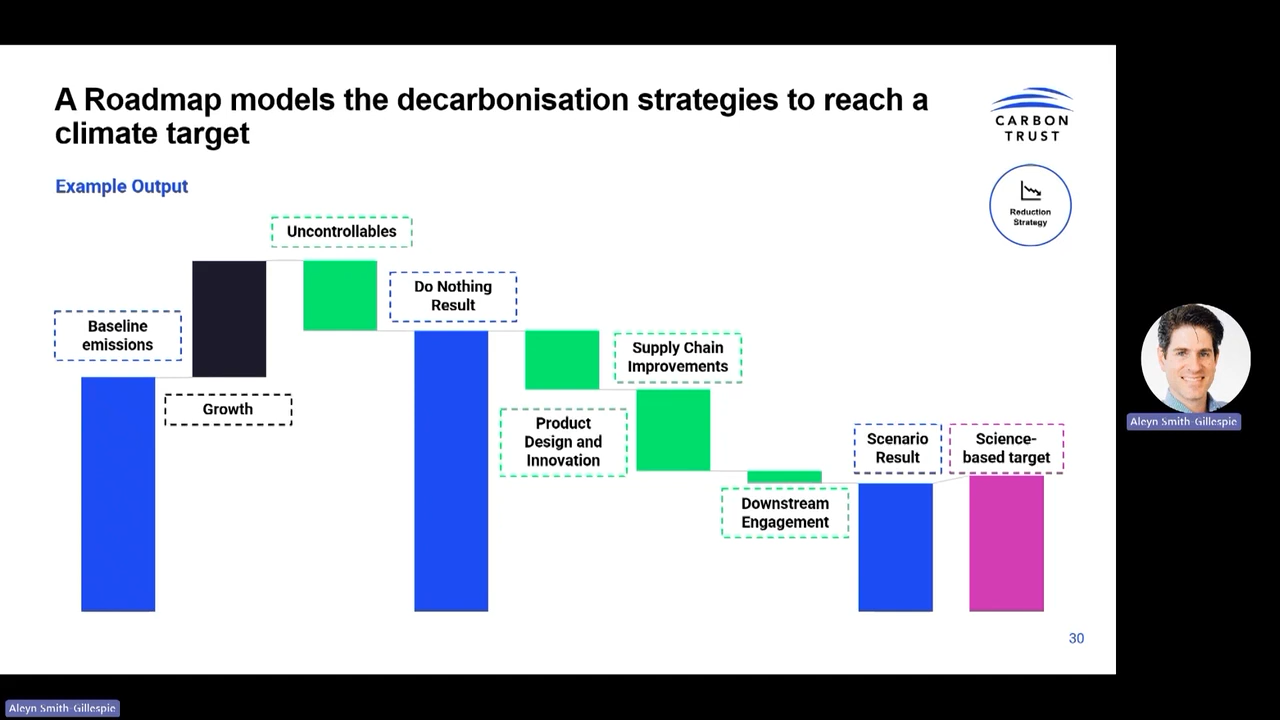 A Roadmap models the decarbonisation strategies to reach a
climate target
CARBON
TRUST
Example Output
Reduction
Strategy
Uncontrollables
Do Nothing
Result
Baseline
emissions
Supply Chain
Improvements
Growth
Product
Design and
Innovation
Scenario
Result
Science-
based target
Downstream
Engagement
30
Aleyn Smith-Gillespie
Aleyn Smith-Gillespie